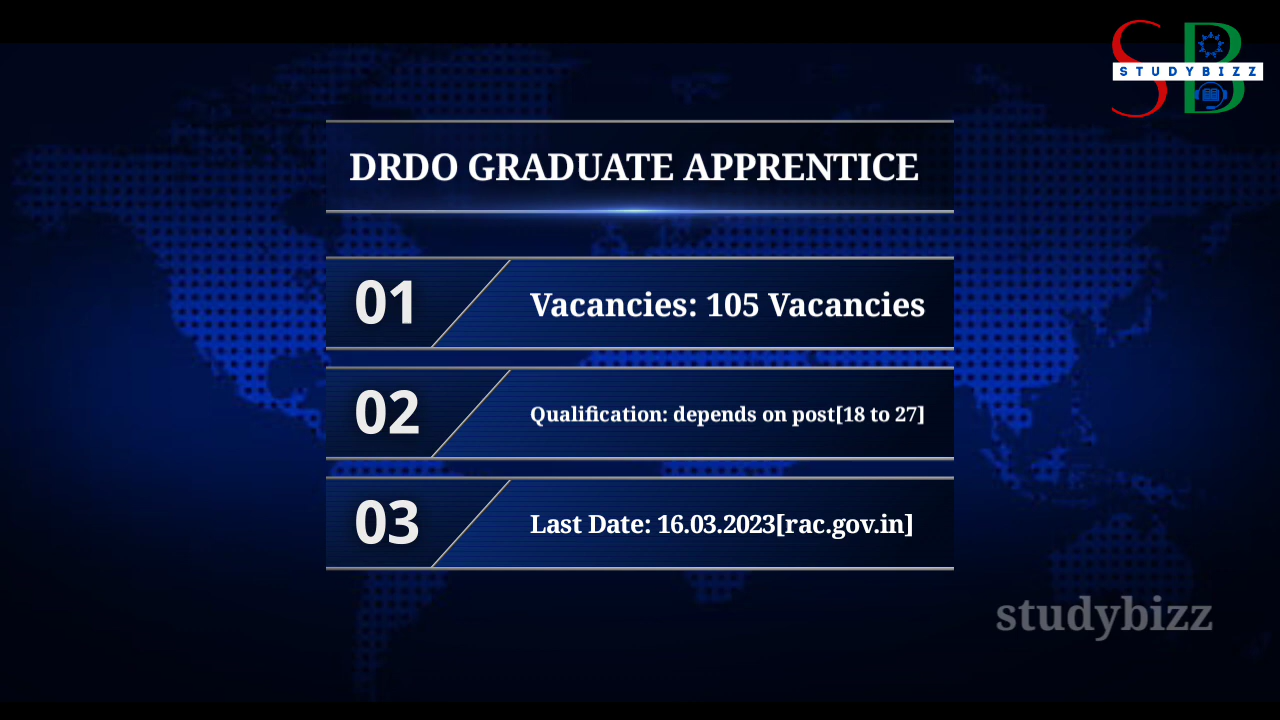 SB
STUDYBIZZ
DRDO GRADUATE APPRENTICE
01 Vacancies: 105 Vacancies
02 Qualification: depends on post[18 to 27]
03 Last Date: 16.03.2023[rac.gov.in]
studybizz